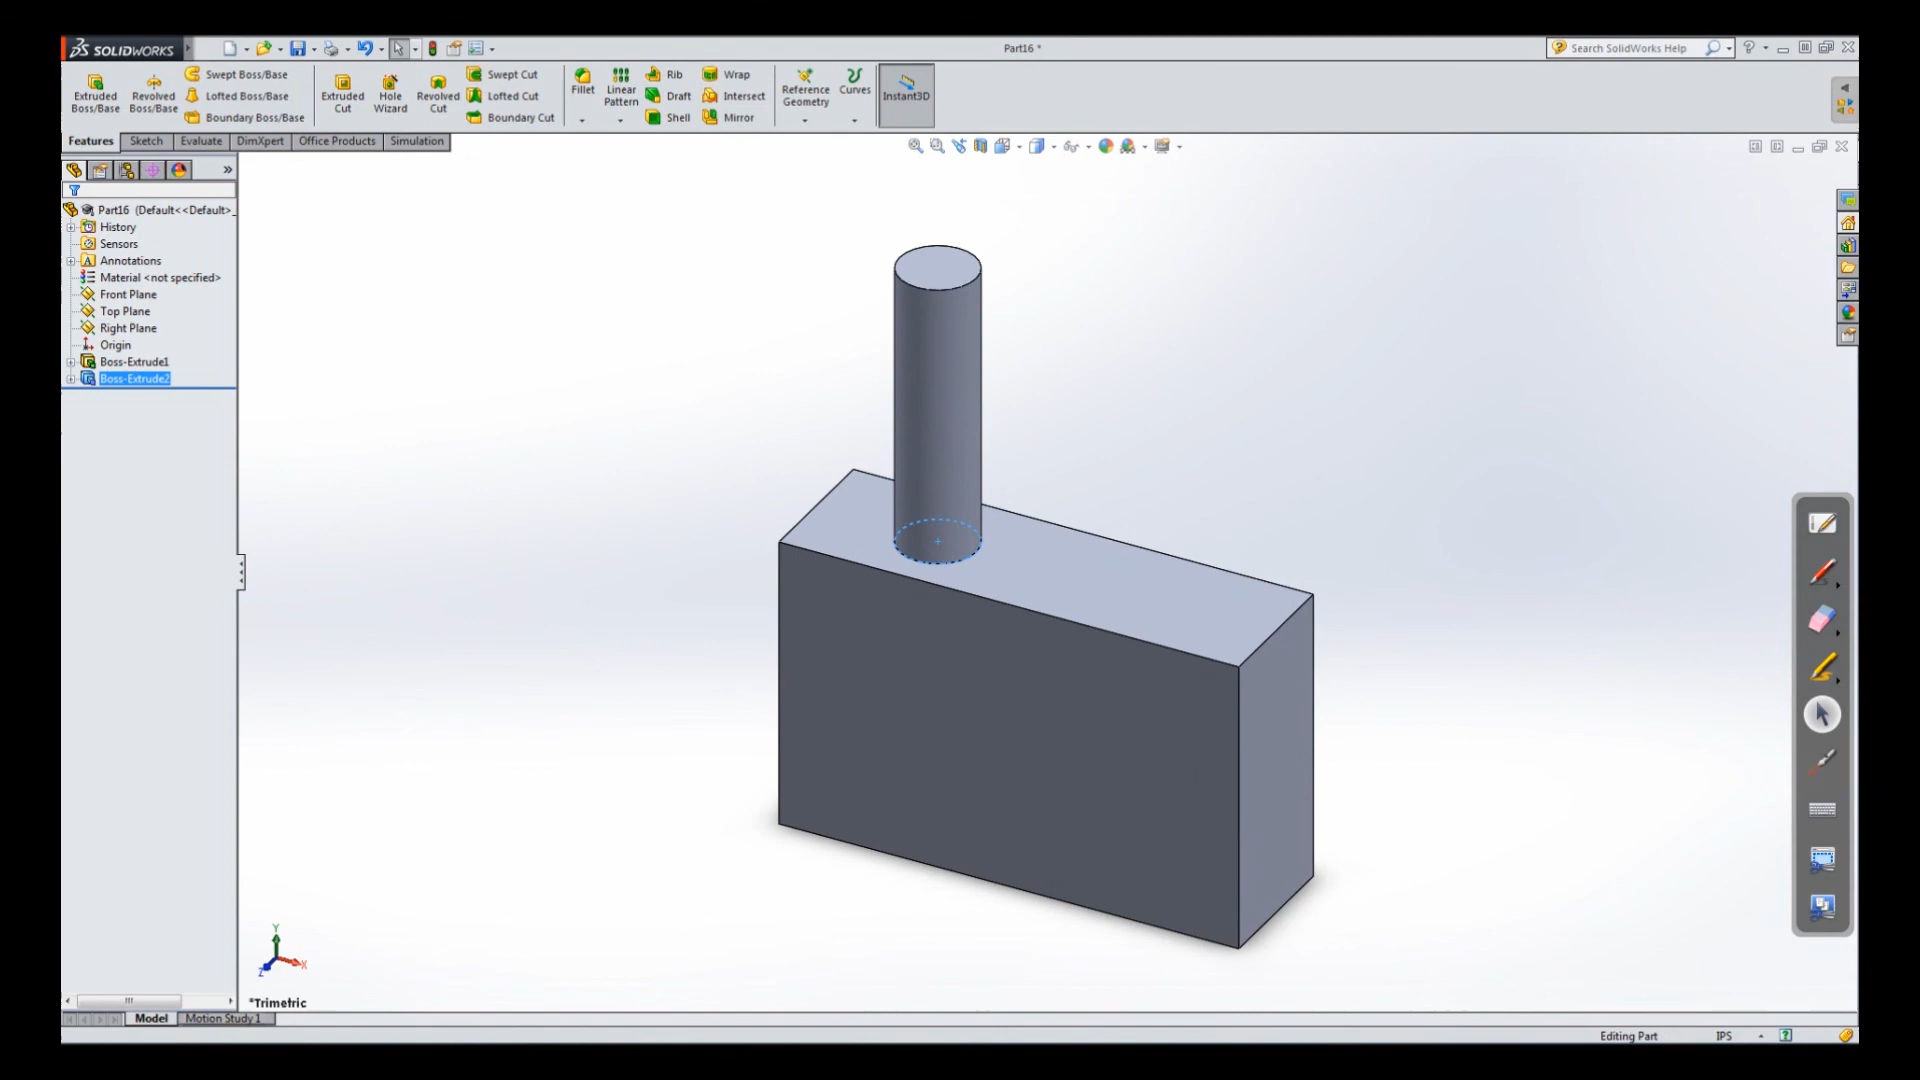 SOLIDWORKS
Part16 *
Search SolidWorks Help
Extruded Boss/Base
Revolved Boss/Base
Swept Boss/Base
Lofted Boss/Base
Boundary Boss/Base
Extruded Cut
Hole Wizard
Revolved Cut
Swept Cut
Lofted Cut
Boundary Cut
Fillet
Linear Pattern
Rib
Draft
Shell
Wrap
Intersect
Mirror
Reference Geometry
Curves
Instant3D
Features
Sketch
Evaluate
DimXpert
Office Products
Simulation
Part16 (Default<<Default>_
History
Sensors
Annotations
Material <not specified>
Front Plane
Top Plane
Right Plane
Origin
Boss-Extrude1
Boss-Extrude2
Y
X
Z
*Trimetric
Model
Motion Study 1
Editing Part
IPS